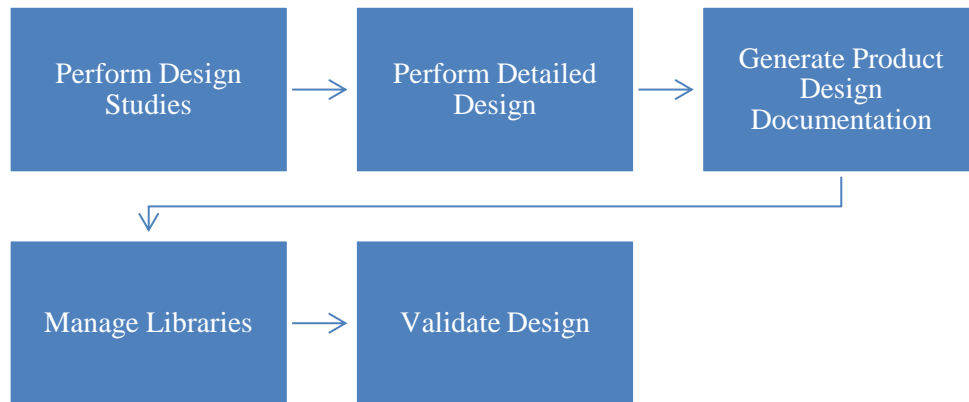 Perform Design
Studies
Perform Detailed
Design
Generate Product
Design
Documentation
Manage Libraries
Validate Design